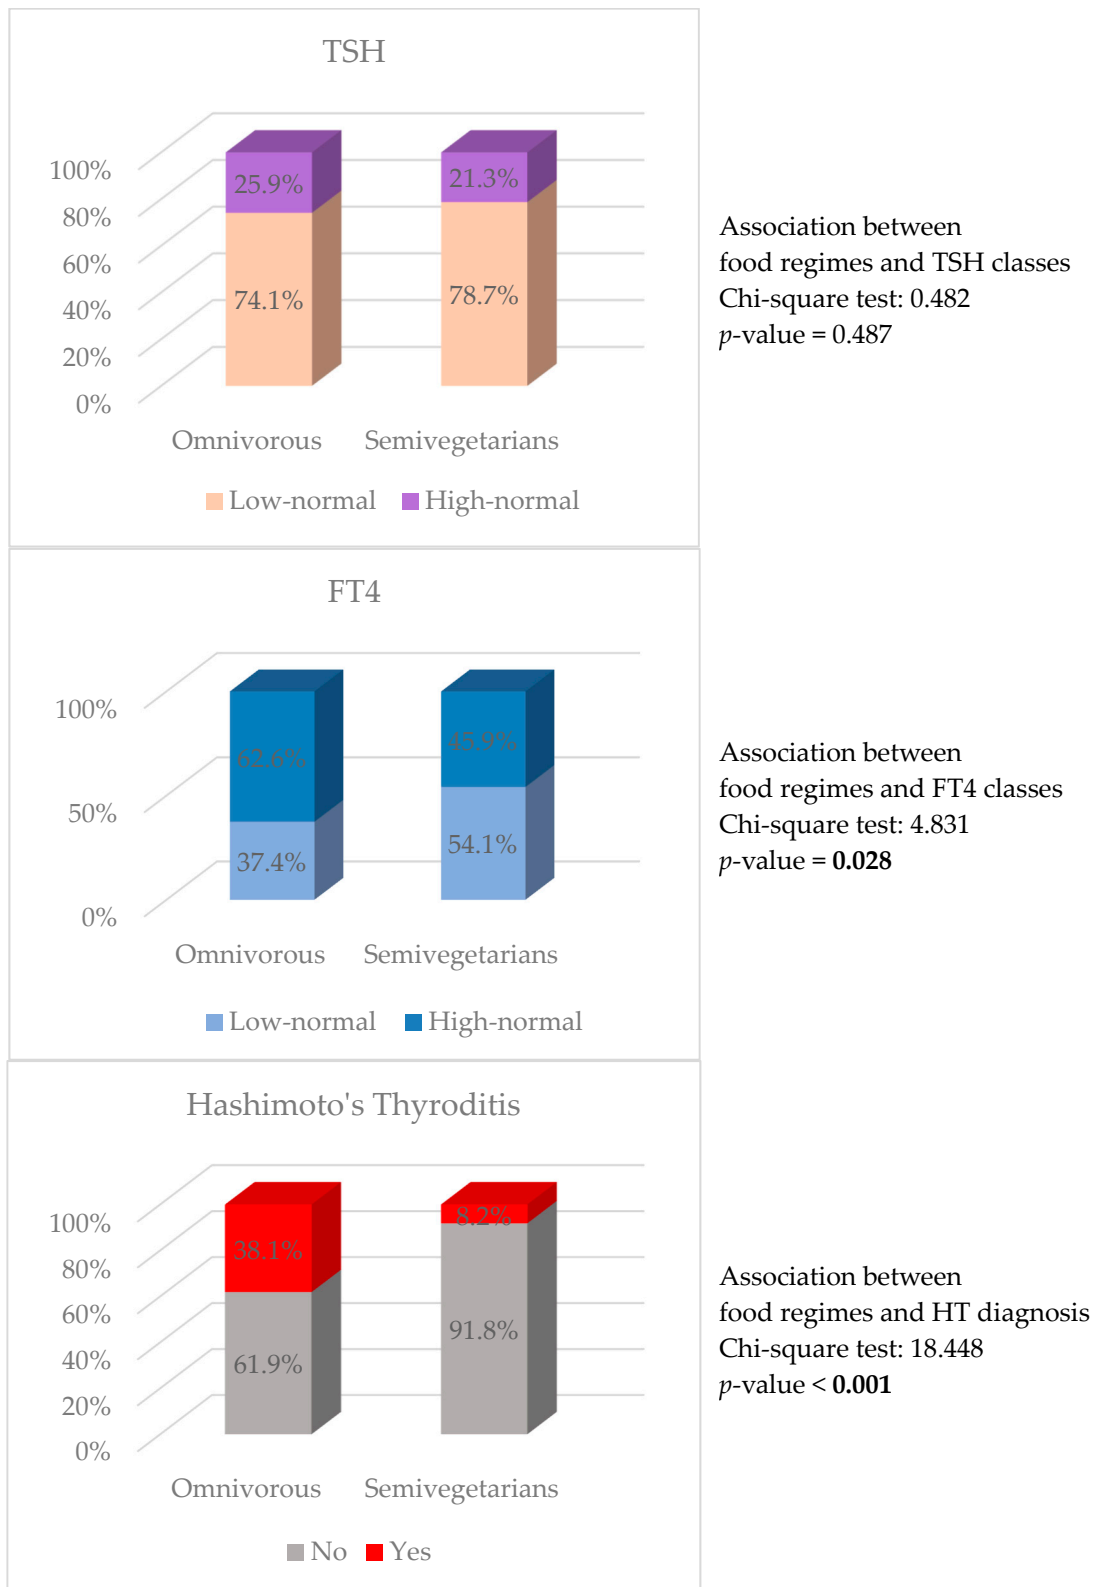 TSH
100%
80%
60%
40%
20%
0%
25.9%
21.3%
74.1%
78.7%
Omnivorous Semivegetarians
Low-normal High-normal
Association between
food regimes and TSH classes
Chi-square test: 0.482
p-value = 0.487
FT4
100%
50%
0%
62.6%
45.9%
37.4%
54.1%
Omnivorous Semivegetarians
Low-normal High-normal
Association between
food regimes and FT4 classes
Chi-square test: 4.831
p-value = 0.028
Hashimoto's Thyroditis
100%
80%
60%
40%
20%
0%
38.1%
8.2%
61.9%
91.8%
Omnivorous Semivegetarians
No Yes
Association between
food regimes and HT diagnosis
Chi-square test: 18.448
p-value < 0.001